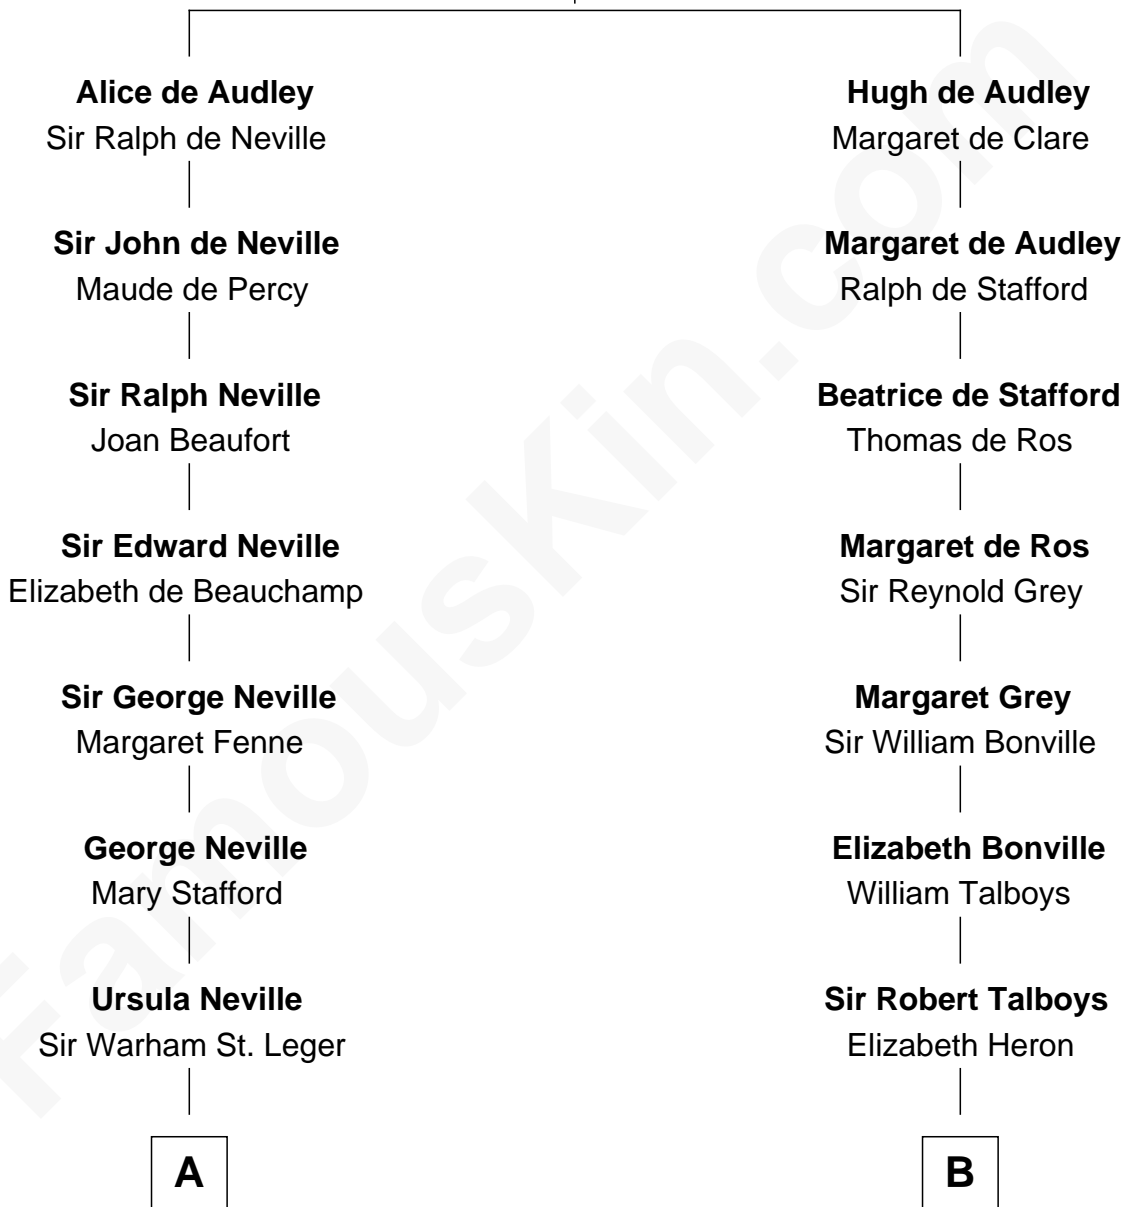 Alice de Audley
Sir Ralph de Neville
Hugh de Audley
Margaret de Clare
Sir John de Neville
Maude de Percy
Margaret de Audley
Ralph de Stafford
Sir Ralph Neville
Joan Beaufort
Beatrice de Stafford
Thomas de Ros
Sir Edward Neville
Elizabeth de Beauchamp
Margaret de Ros
Sir Reynold Grey
Sir George Neville
Margaret Fenne
Margaret Grey
Sir William Bonville
George Neville
Mary Stafford
Elizabeth Bonville
William Talboys
Ursula Neville
Sir Warham St. Leger
Sir Robert Talboys
Elizabeth Heron
A
B
FamousKin.com